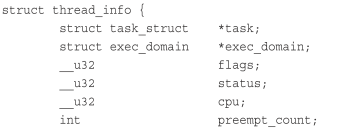 struct thread_info {
struct task_struct *task;
struct exec_domain *exec_domain;
__u32 flags;
__u32 status;
__u32 cpu;
int preempt_count;